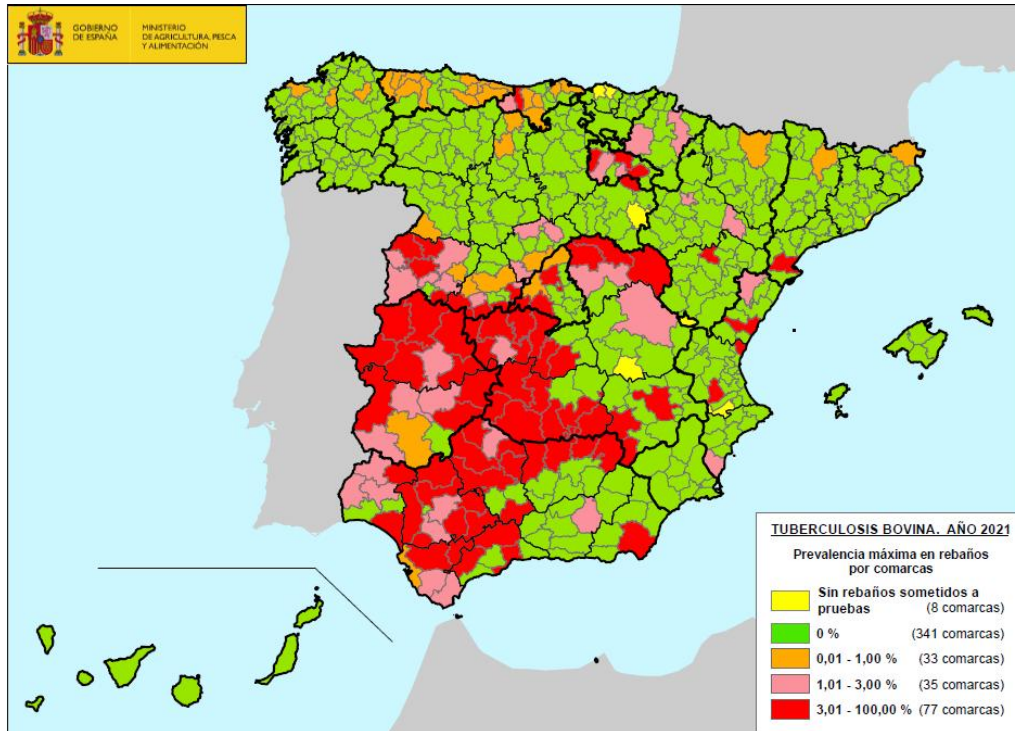 GOBIERNO
DE ESPAÑA
MINISTERIO
DE AGRICULTURA, PESCA
Y ALIMENTACIÓN
TUBERCULOSIS BOVINA. AÑO 2021
Prevalencia máxima en rebaños
por comarcas
Sin rebaños sometidos a
pruebas (8 comarcas)
0 % (341 comarcas)
0,01 - 1,00 % (33 comarcas)
1,01 - 3,00 % (35 comarcas)
3,01 - 100,00 % (77 comarcas)